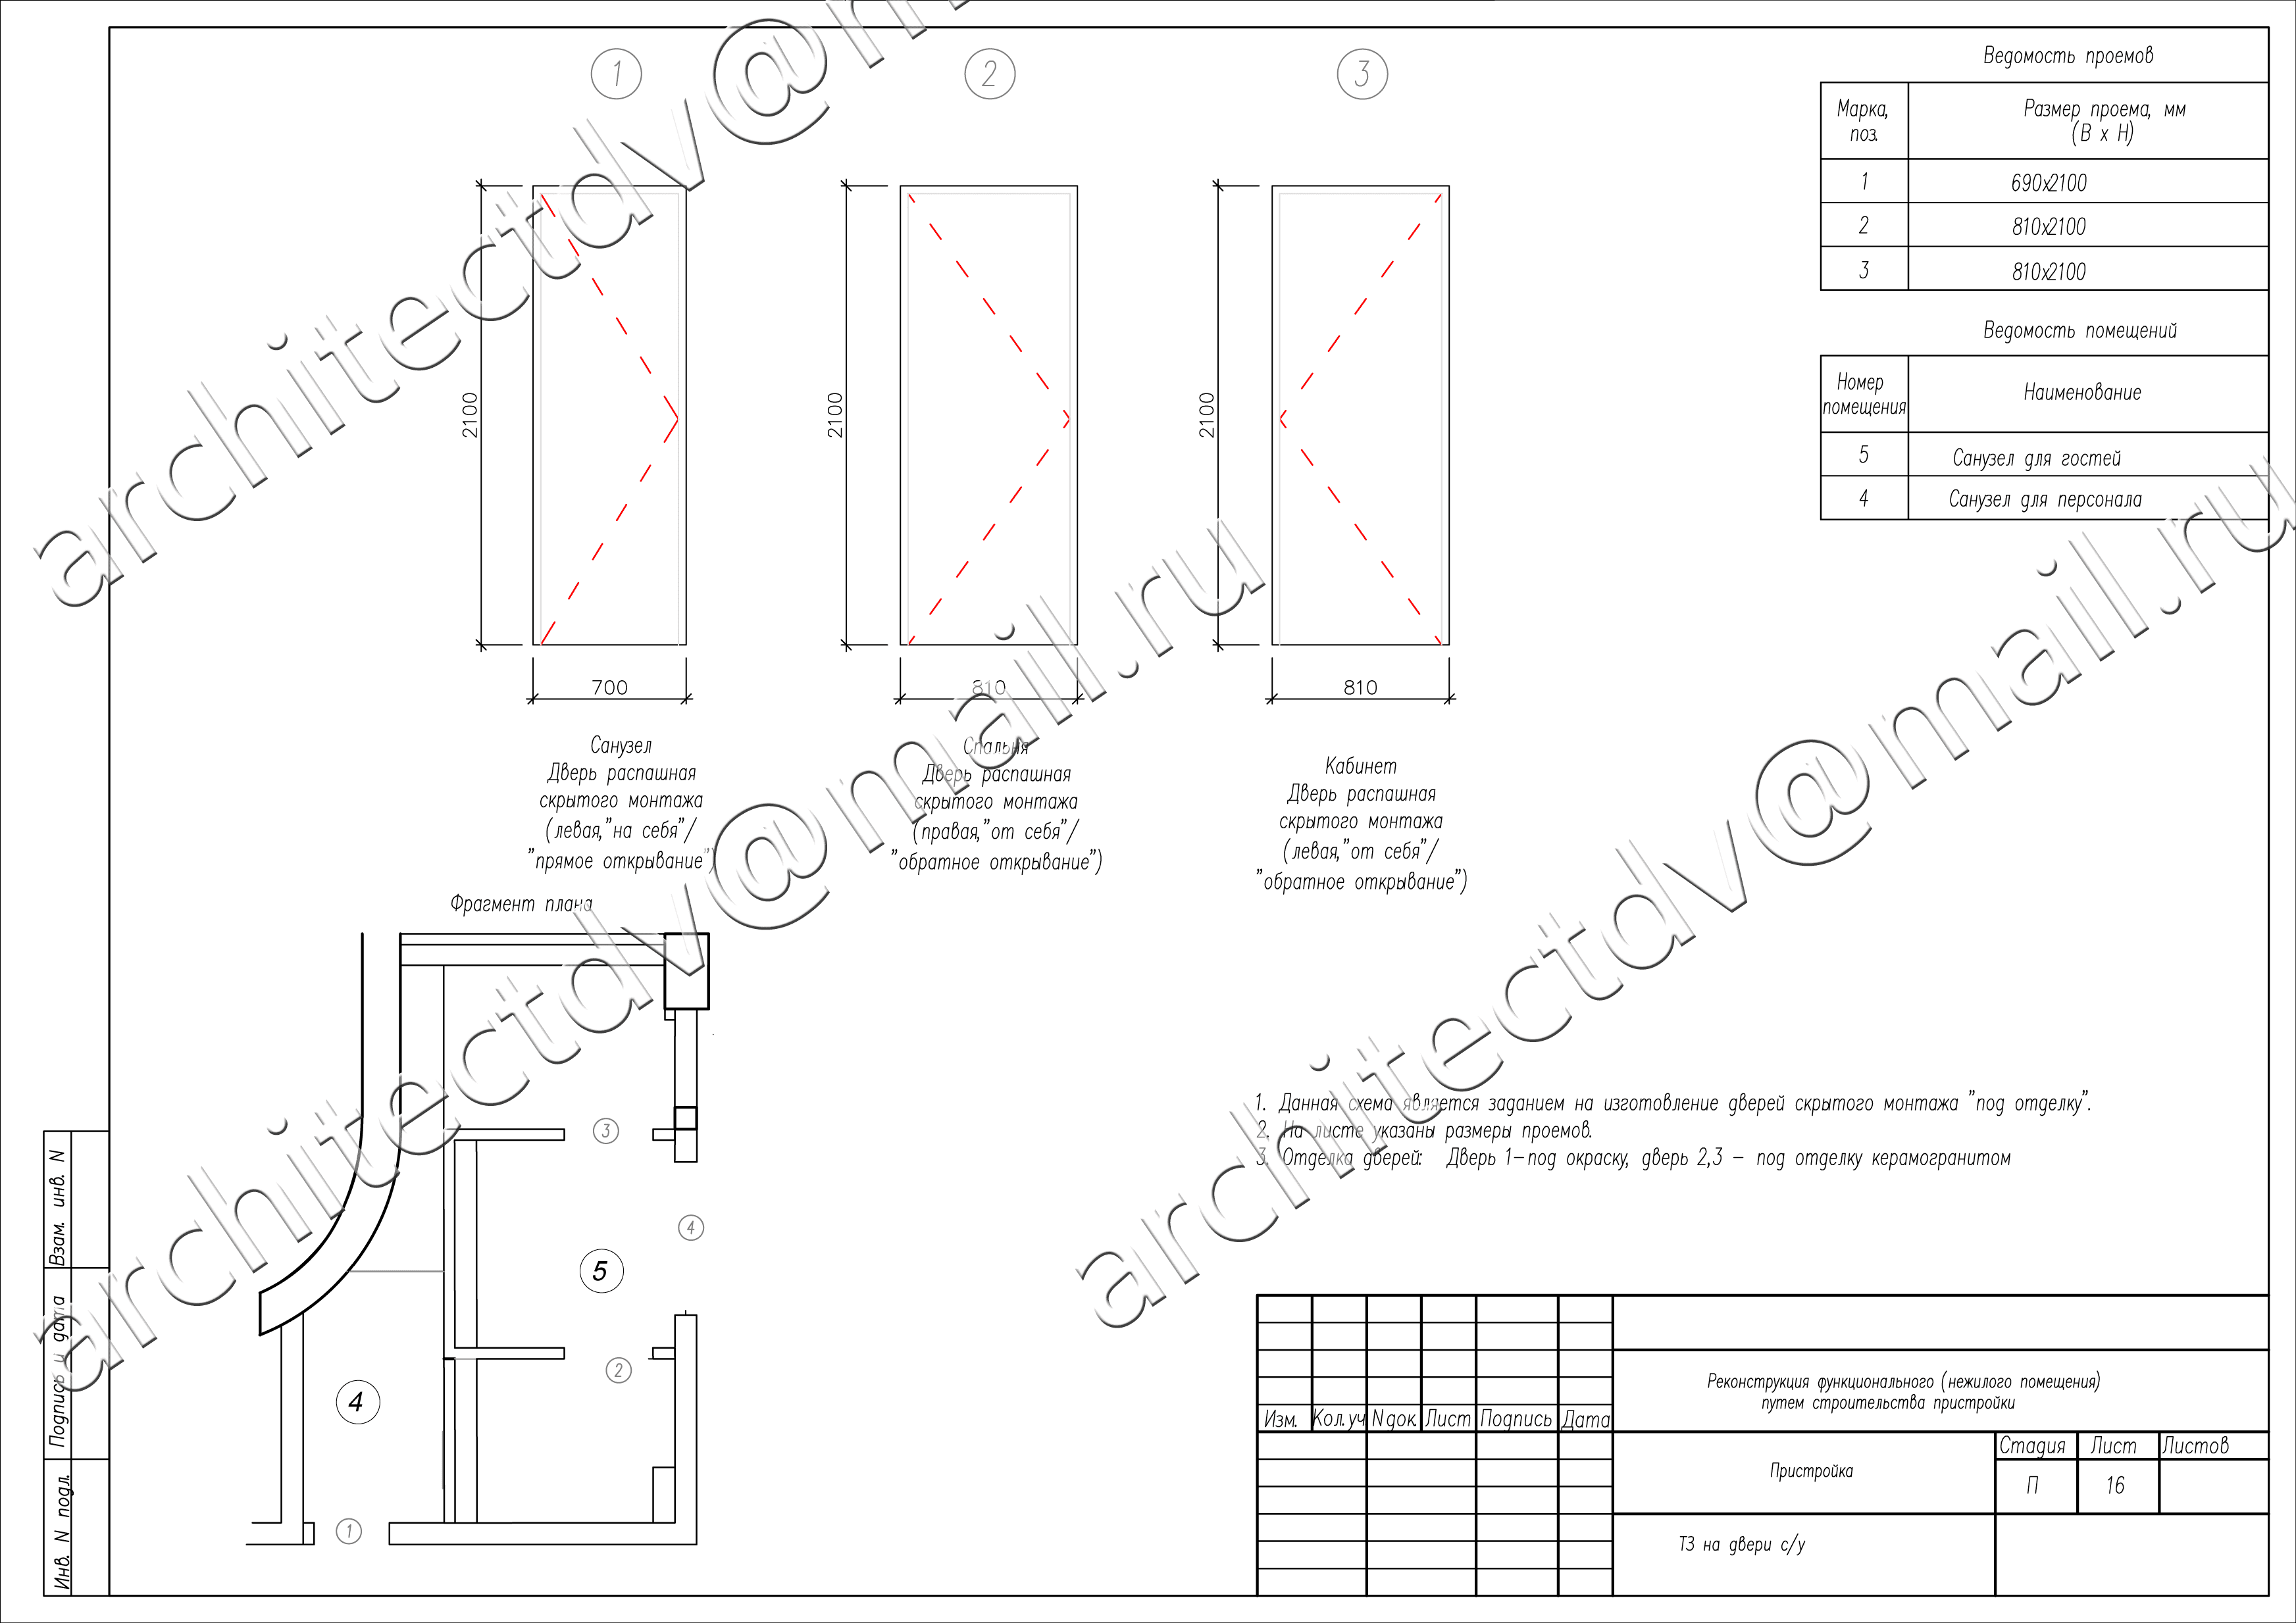 1
2
3
2100
2100
2100
700
810
810
Санузел
Дверь распашная
скрытого монтажа
(левая,"на себя"/
"прямое открывание")
Спальня
Дверь распашная
скрытого монтажа
(правая,"от себя"/
"обратное открывание")
Кабинет
Дверь распашная
скрытого монтажа
(левая,"от себя"/
"обратное открывание")
Ведомость проемов
Марка,
поз.
Размер проема, мм
(В х Н)
1 690х2100
2 810х2100
3 810х2100
Ведомость помещений
Номер
помещения
Наименование
5 Санузел для гостей
4 Санузел для персонала
Фрагмент плана
3
4
5
2
4
1
1. Данная схема является заданием на изготовление дверей скрытого монтажа "под отделку".
2. На листе указаны размеры проемов.
3. Отделка дверей: Дверь 1-под окраску, дверь 2,3 - под отделку керамогранитом
Взам. инв. N
Подпись и дата
Инв. N подл.
Изм. Кол.уч N док. Лист Подпись Дата
Реконструкция функционального (нежилого помещения)
путем строительства пристройки
Пристройка
Стадия Лист Листов
П 16
ТЗ на двери с/у
architectdv@mail.ru
architectdv@mail.ru
architectdv@m